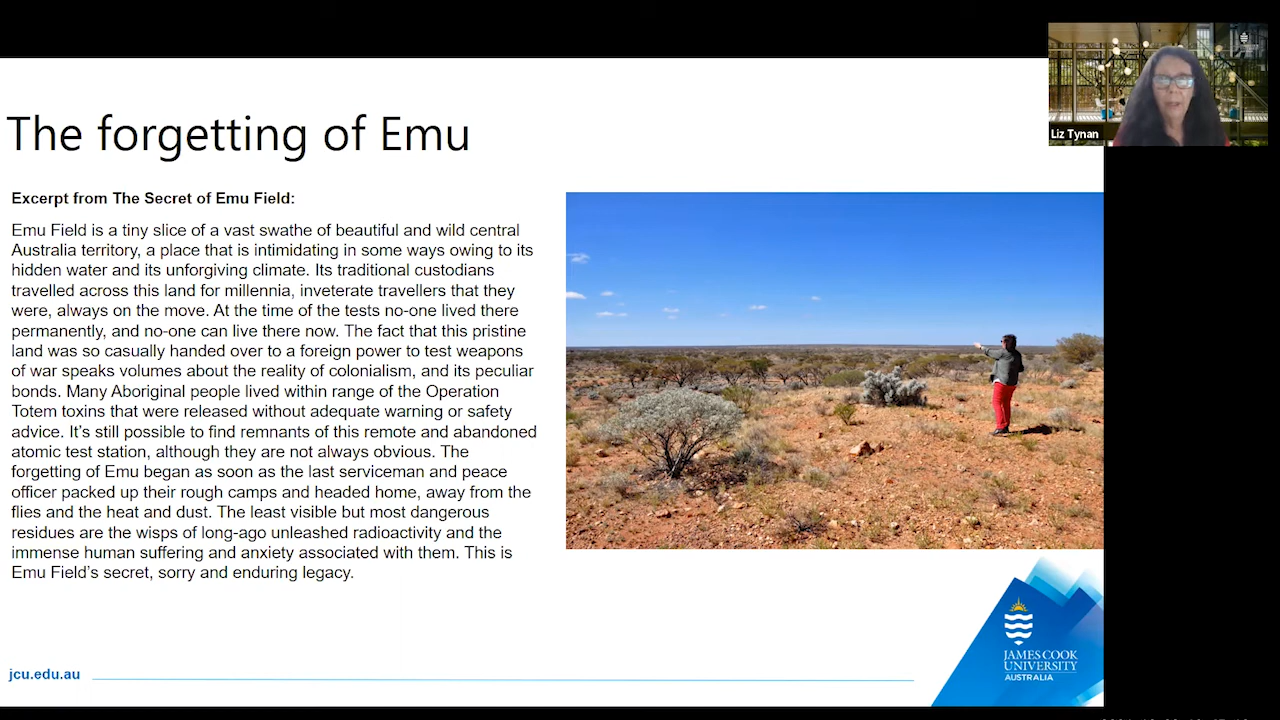 The forgetting of Emu
Liz Tynan
Excerpt from The Secret of Emu Field:
Emu Field is a tiny slice of a vast swathe of beautiful and wild central
Australia territory, a place that is intimidating in some ways owing to its
hidden water and its unforgiving climate. Its traditional custodians
travelled across this land for millennia, inveterate travellers that they
were, always on the move. At the time of the tests no-one lived there
permanently, and no-one can live there now. The fact that this pristine
land was so casually handed over to a foreign power to test weapons
of war speaks volumes about the reality of colonialism, and its peculiar
bonds. Many Aboriginal people lived within range of the Operation
Totem toxins that were released without adequate warning or safety
advice. It’s still possible to find remnants of this remote and abandoned
atomic test station, although they are not always obvious. The
forgetting of Emu began as soon as the last serviceman and peace
officer packed up their rough camps and headed home, away from the
flies and the heat and dust. The least visible but most dangerous
residues are the wisps of long-ago unleashed radioactivity and the
immense human suffering and anxiety associated with them. This is
Emu Field’s secret, sorry and enduring legacy.
jcu.edu.au
JAMES COOK
UNIVERSITY
AUSTRALIA